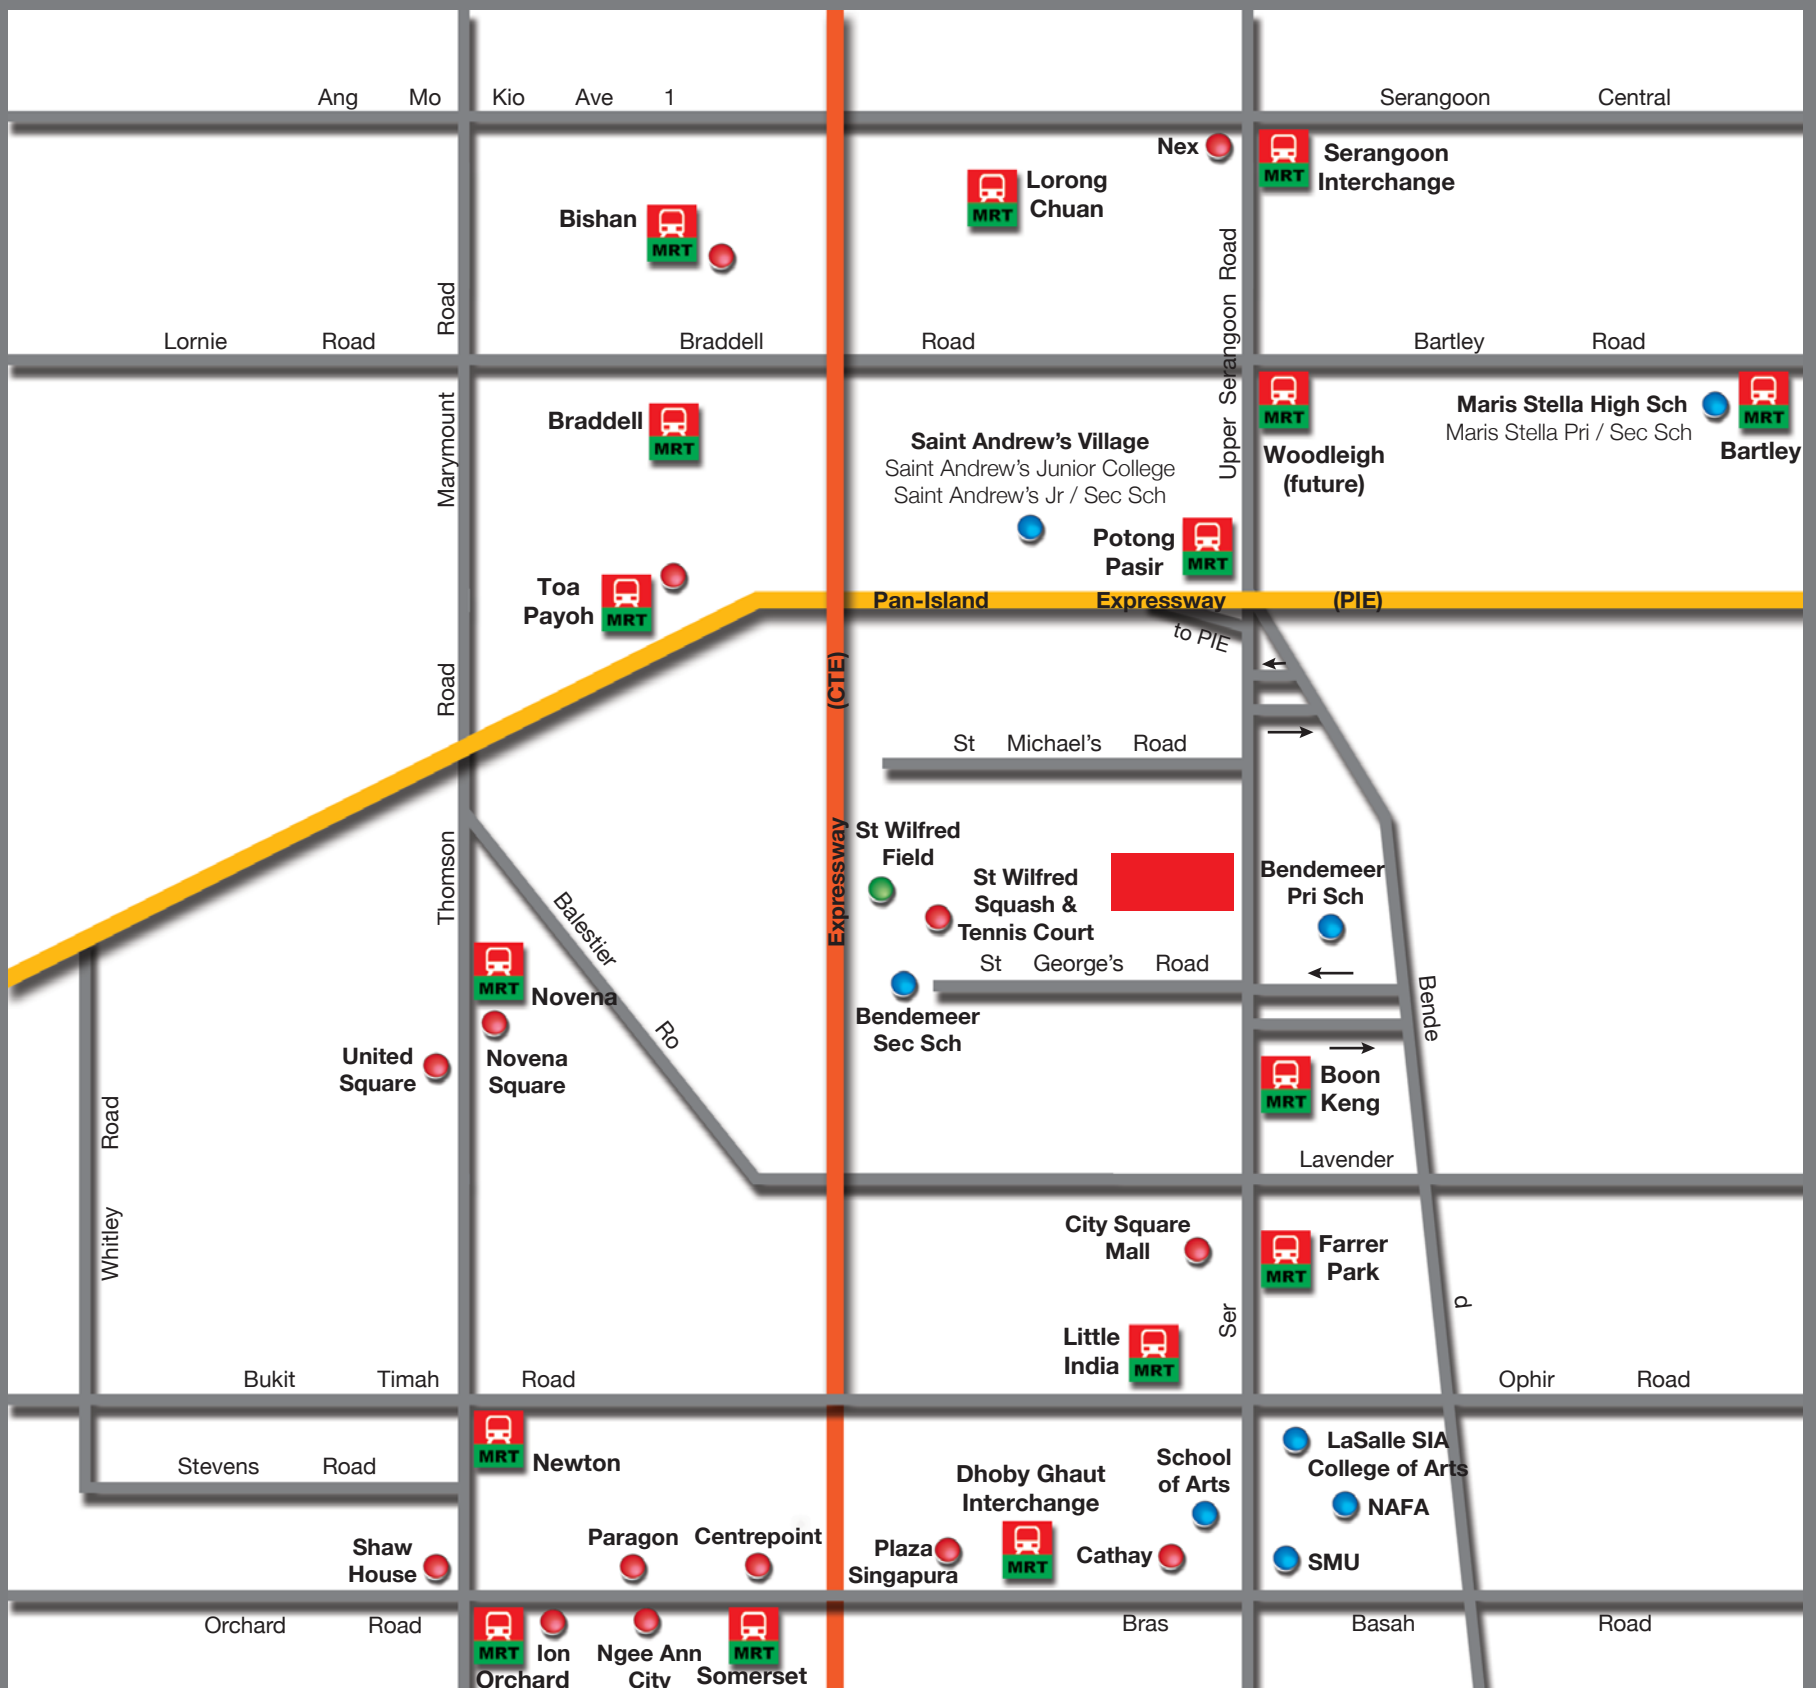 Ang Mo Kio Ave 1
Serangoon Central
Nex
MRT
Serangoon
Interchange
MRT
Lorong
Chuan
Bishan
MRT
Upper Serangoon Road
Marymount Road
Lornie Road
Braddell Road
Bartley Road
Braddell
MRT
MRT
Woodleigh
(future)
Maris Stella High Sch
Maris Stella Pri / Sec Sch
MRT
Bartley
Saint Andrew's Village
Saint Andrew's Junior College
Saint Andrew's Jr / Sec Sch
Potong
Pasir
MRT
Toa
Payoh
MRT
Pan-Island Expressway (PIE)
to PIE
Expressway (CTE)
Thomson Road
St Michael's Road
St Wilfred
Field
St Wilfred
Squash &
Tennis Court
Bendemeer
Pri Sch
Balestier Ro
St George's Road
Bendemeer
Sec Sch
Bende
d
MRT
Novena
Novena
Square
United
Square
MRT
Boon
Keng
Whitley Road
Lavender
City Square
Mall
MRT
Farrer
Park
Ser
Little
India
MRT
Bukit Timah Road
Ophir Road
MRT
Newton
Stevens Road
LaSalle SIA
College of Arts
School
of Arts
NAFA
Dhoby Ghaut
Interchange
MRT
Shaw
House
Paragon
Centrepoint
Plaza
Singapura
Cathay
SMU
Orchard Road
Bras Basah Road
MRT
Ion
Orchard
Ngee Ann
City
MRT
Somerset